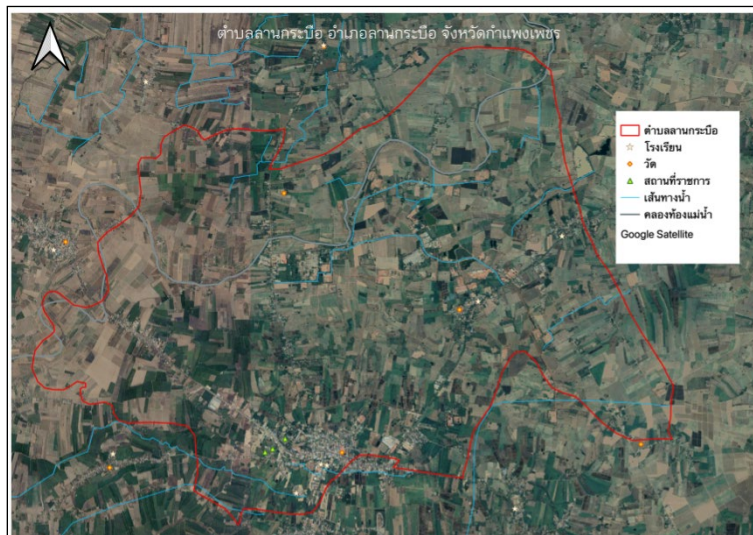 ตำบลลานกระบือ อำเภอลานกระบือ จังหวัดกำแพงเพชร
ตำบลลานกระบือ
โรงเรียน
วัด
สถานที่ราชการ
เส้นทางน้ำ
คลองท้องแม่น้ำ
Google Satellite